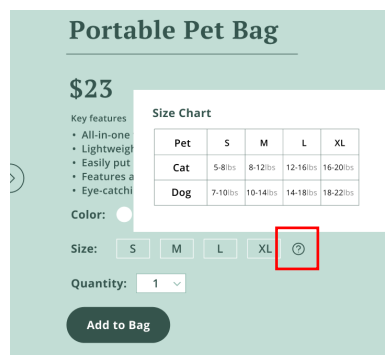 Portable Pet Bag
$23
Key features
• All-in-one
• Lightweigh
• Easily put
• Features a
• Eye-catchi
Size Chart
Pet S M L XL
Cat 5-8lbs 8-12lbs 12-16lbs 16-20lbs
Dog 7-10lbs 10-14lbs 14-18lbs 18-22lbs
Color:
Size: S M L XL ?
Quantity: 1
Add to Bag